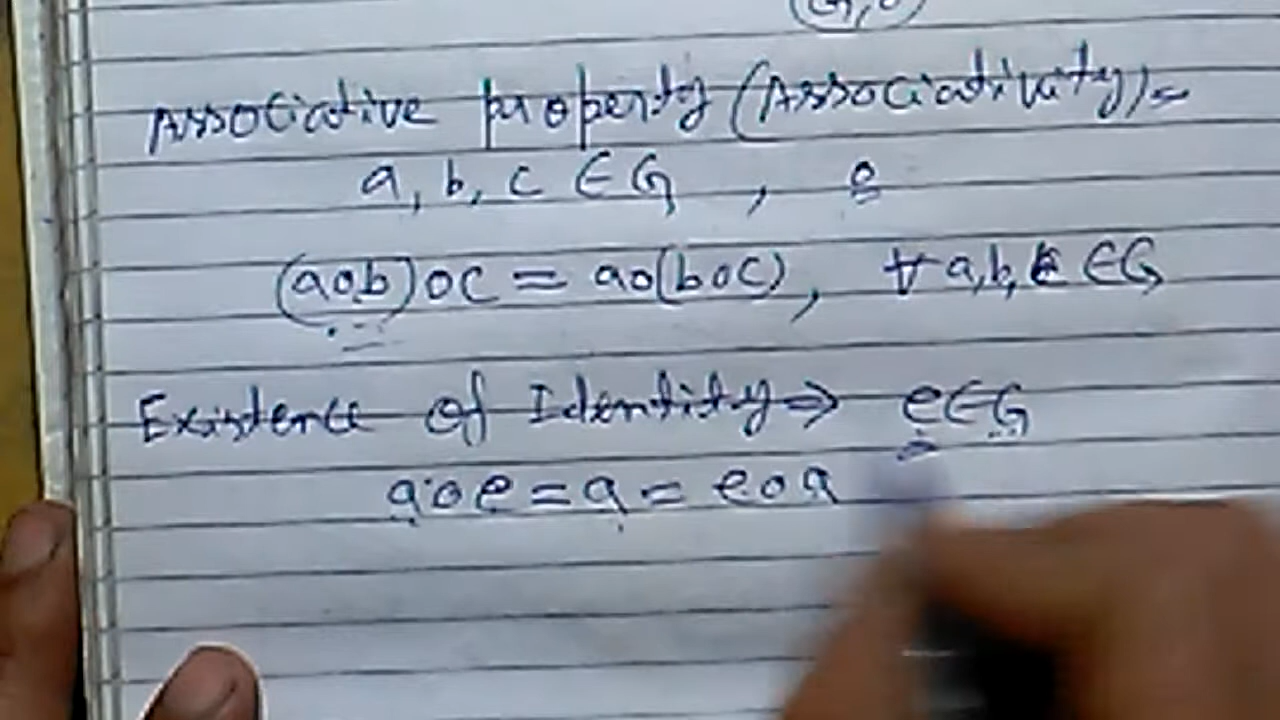 (G, o)
Associative property (Associativity) =
a, b, c ∈ G , e
(aob)oc = ao(boc), ∀ a, b, c ∈ G
Existence of Identity ⇒ e ∈ G
aoe = a = eoa